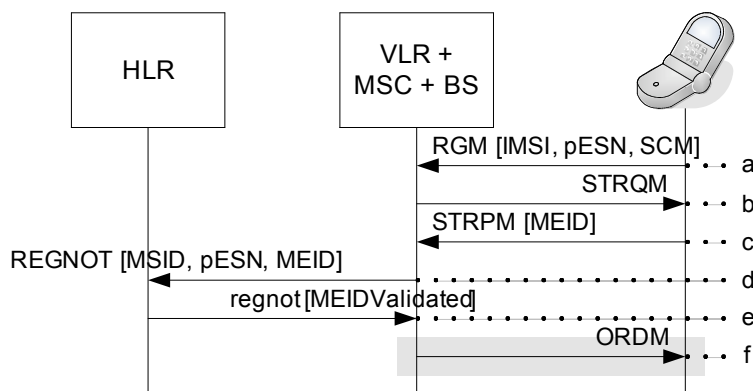 HLR
VLR +
MSC + BS
RGM [IMSI, pESN, SCM]
a
STRQM
b
STRPM [MEID]
c
REGNOT [MSID, pESN, MEID]
d
regnot [MEIDValidated]
e
ORDM
f